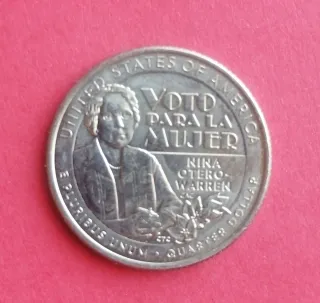 UNITED STATES OF AMERICA
VOTO
PARA LA
MUJER
NINA
OTERO-
WARREN
E PLURIBUS UNUM · QUARTER DOLLAR